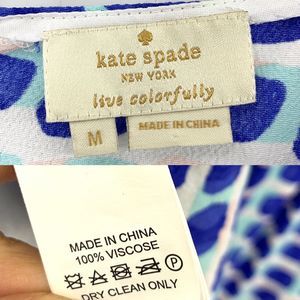 kate spade
NEW YORK
live colorfully
M
MADE IN CHINA
MADE IN CHINA
100% VISCOSE
P
DRY CLEAN ONLY